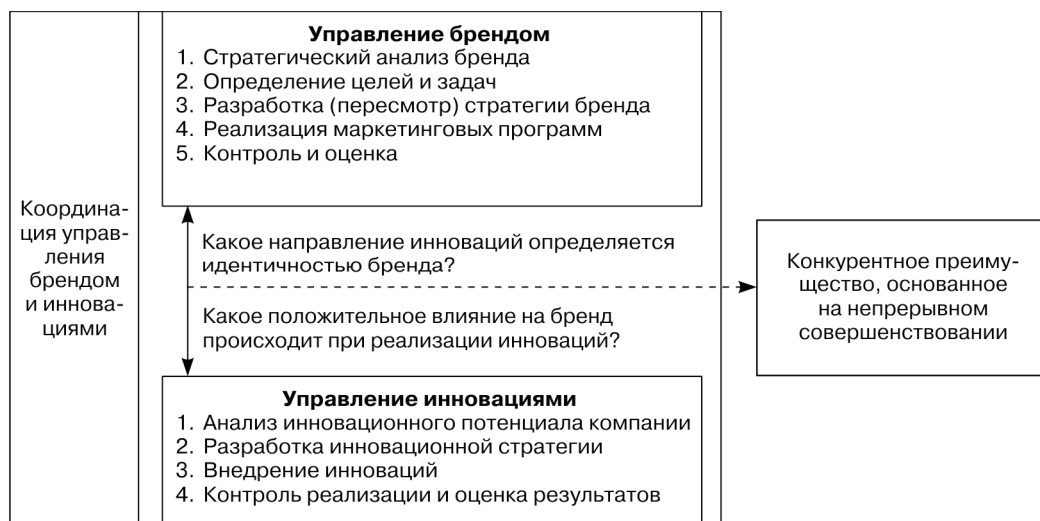 Координа-
ция управ-
ления
брендом
и иннова-
циями
Управление брендом
1. Стратегический анализ бренда
2. Определение целей и задач
3. Разработка (пересмотр) стратегии бренда
4. Реализация маркетинговых программ
5. Контроль и оценка
Какое направление инноваций определяется
идентичностью бренда?
Какое положительное влияние на бренд
происходит при реализации инноваций?
Управление инновациями
1. Анализ инновационного потенциала компании
2. Разработка инновационной стратегии
3. Внедрение инноваций
4. Контроль реализации и оценка результатов
Конкурентное преиму-
щество, основанное
на непрерывном
совершенствовании